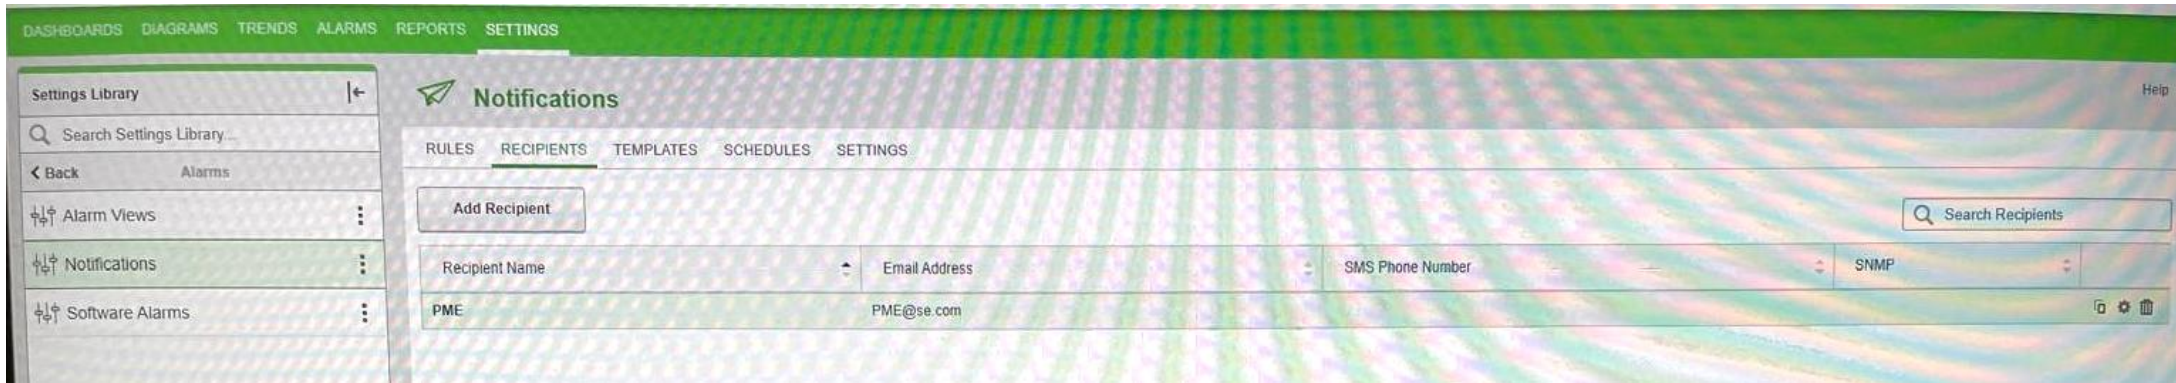 DASHBOARDS DIAGRAMS TRENDS ALARMS REPORTS SETTINGS
Settings Library
Search Settings Library...
Back Alarms
Alarm Views
Notifications
Software Alarms
Notifications
Help
RULES RECIPIENTS TEMPLATES SCHEDULES SETTINGS
Add Recipient
Search Recipients
Recipient Name Email Address SMS Phone Number SNMP
PME PME@se.com